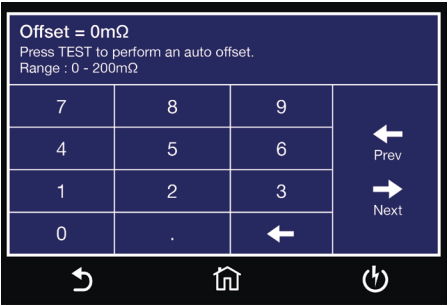 Offset = 0mΩ
Press TEST to perform an auto offset.
Range : 0 - 200mΩ
7 8 9
4 5 6
Prev
1 2 3
Next
0 .